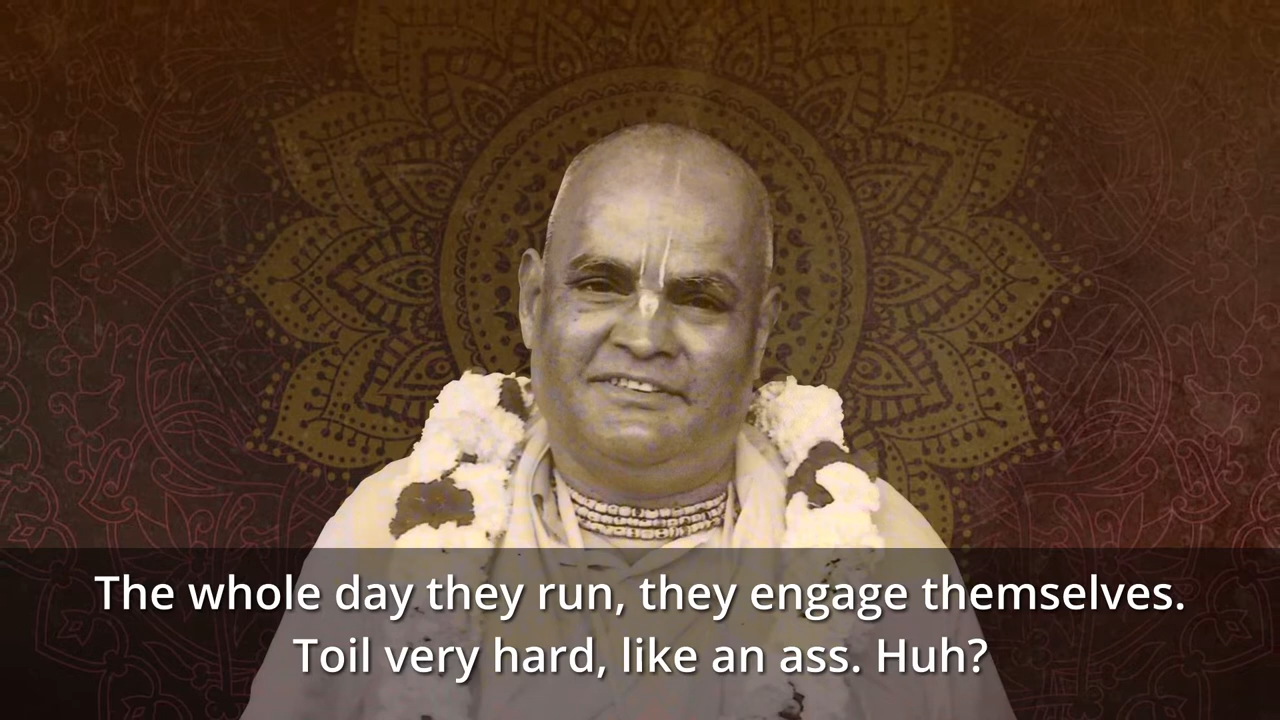 The whole day they run, they engage themselves.
Toil very hard, like an ass. Huh?